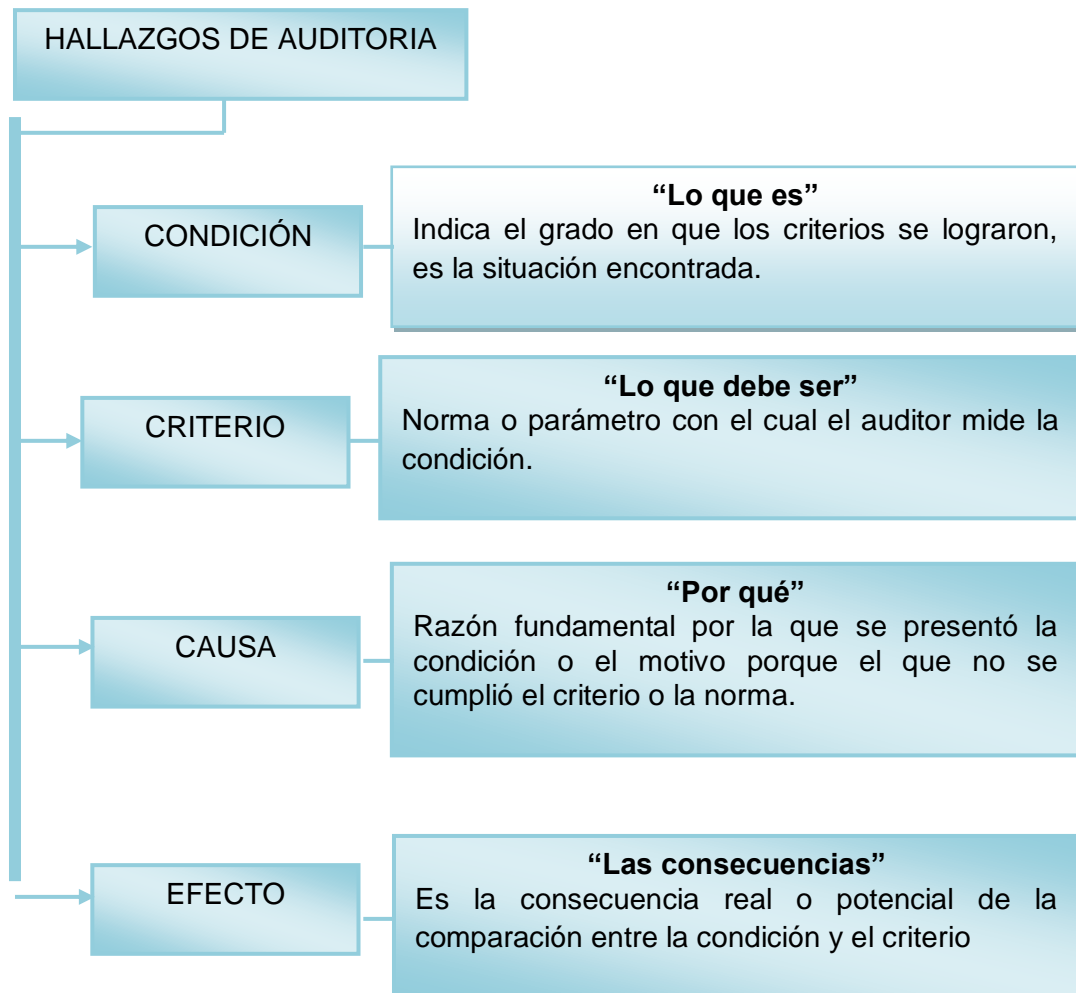 HALLAZGOS DE AUDITORIA
CONDICIÓN
“Lo que es”
Indica el grado en que los criterios se lograron,
es la situación encontrada.
CRITERIO
“Lo que debe ser”
Norma o parámetro con el cual el auditor mide la
condición.
CAUSA
“Por qué”
Razón fundamental por la que se presentó la
condición o el motivo porque el que no se
cumplió el criterio o la norma.
EFECTO
“Las consecuencias”
Es la consecuencia real o potencial de la
comparación entre la condición y el criterio